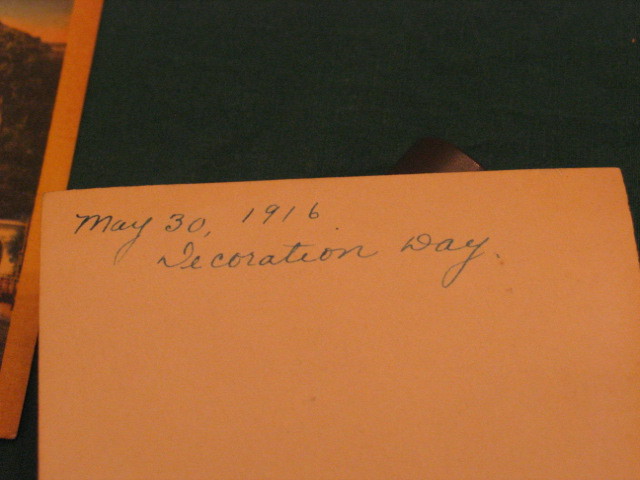 May 30, 1916
Decoration Day.